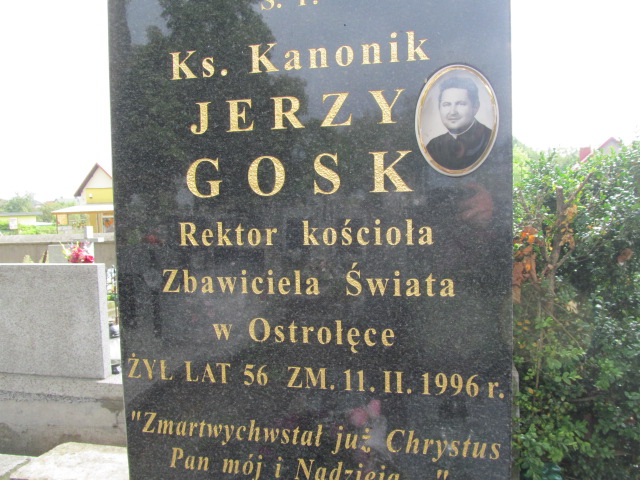 Ś. P.
Ks. Kanonik
JERZY
GOSK
Rektor kościoła
Zbawiciela Świata
w Ostrołęce
ŻYŁ LAT 56 ZM. 11. II. 1996 r.
"Zmartwychwstał już Chrystus
Pan mój i Nadzieja ..."